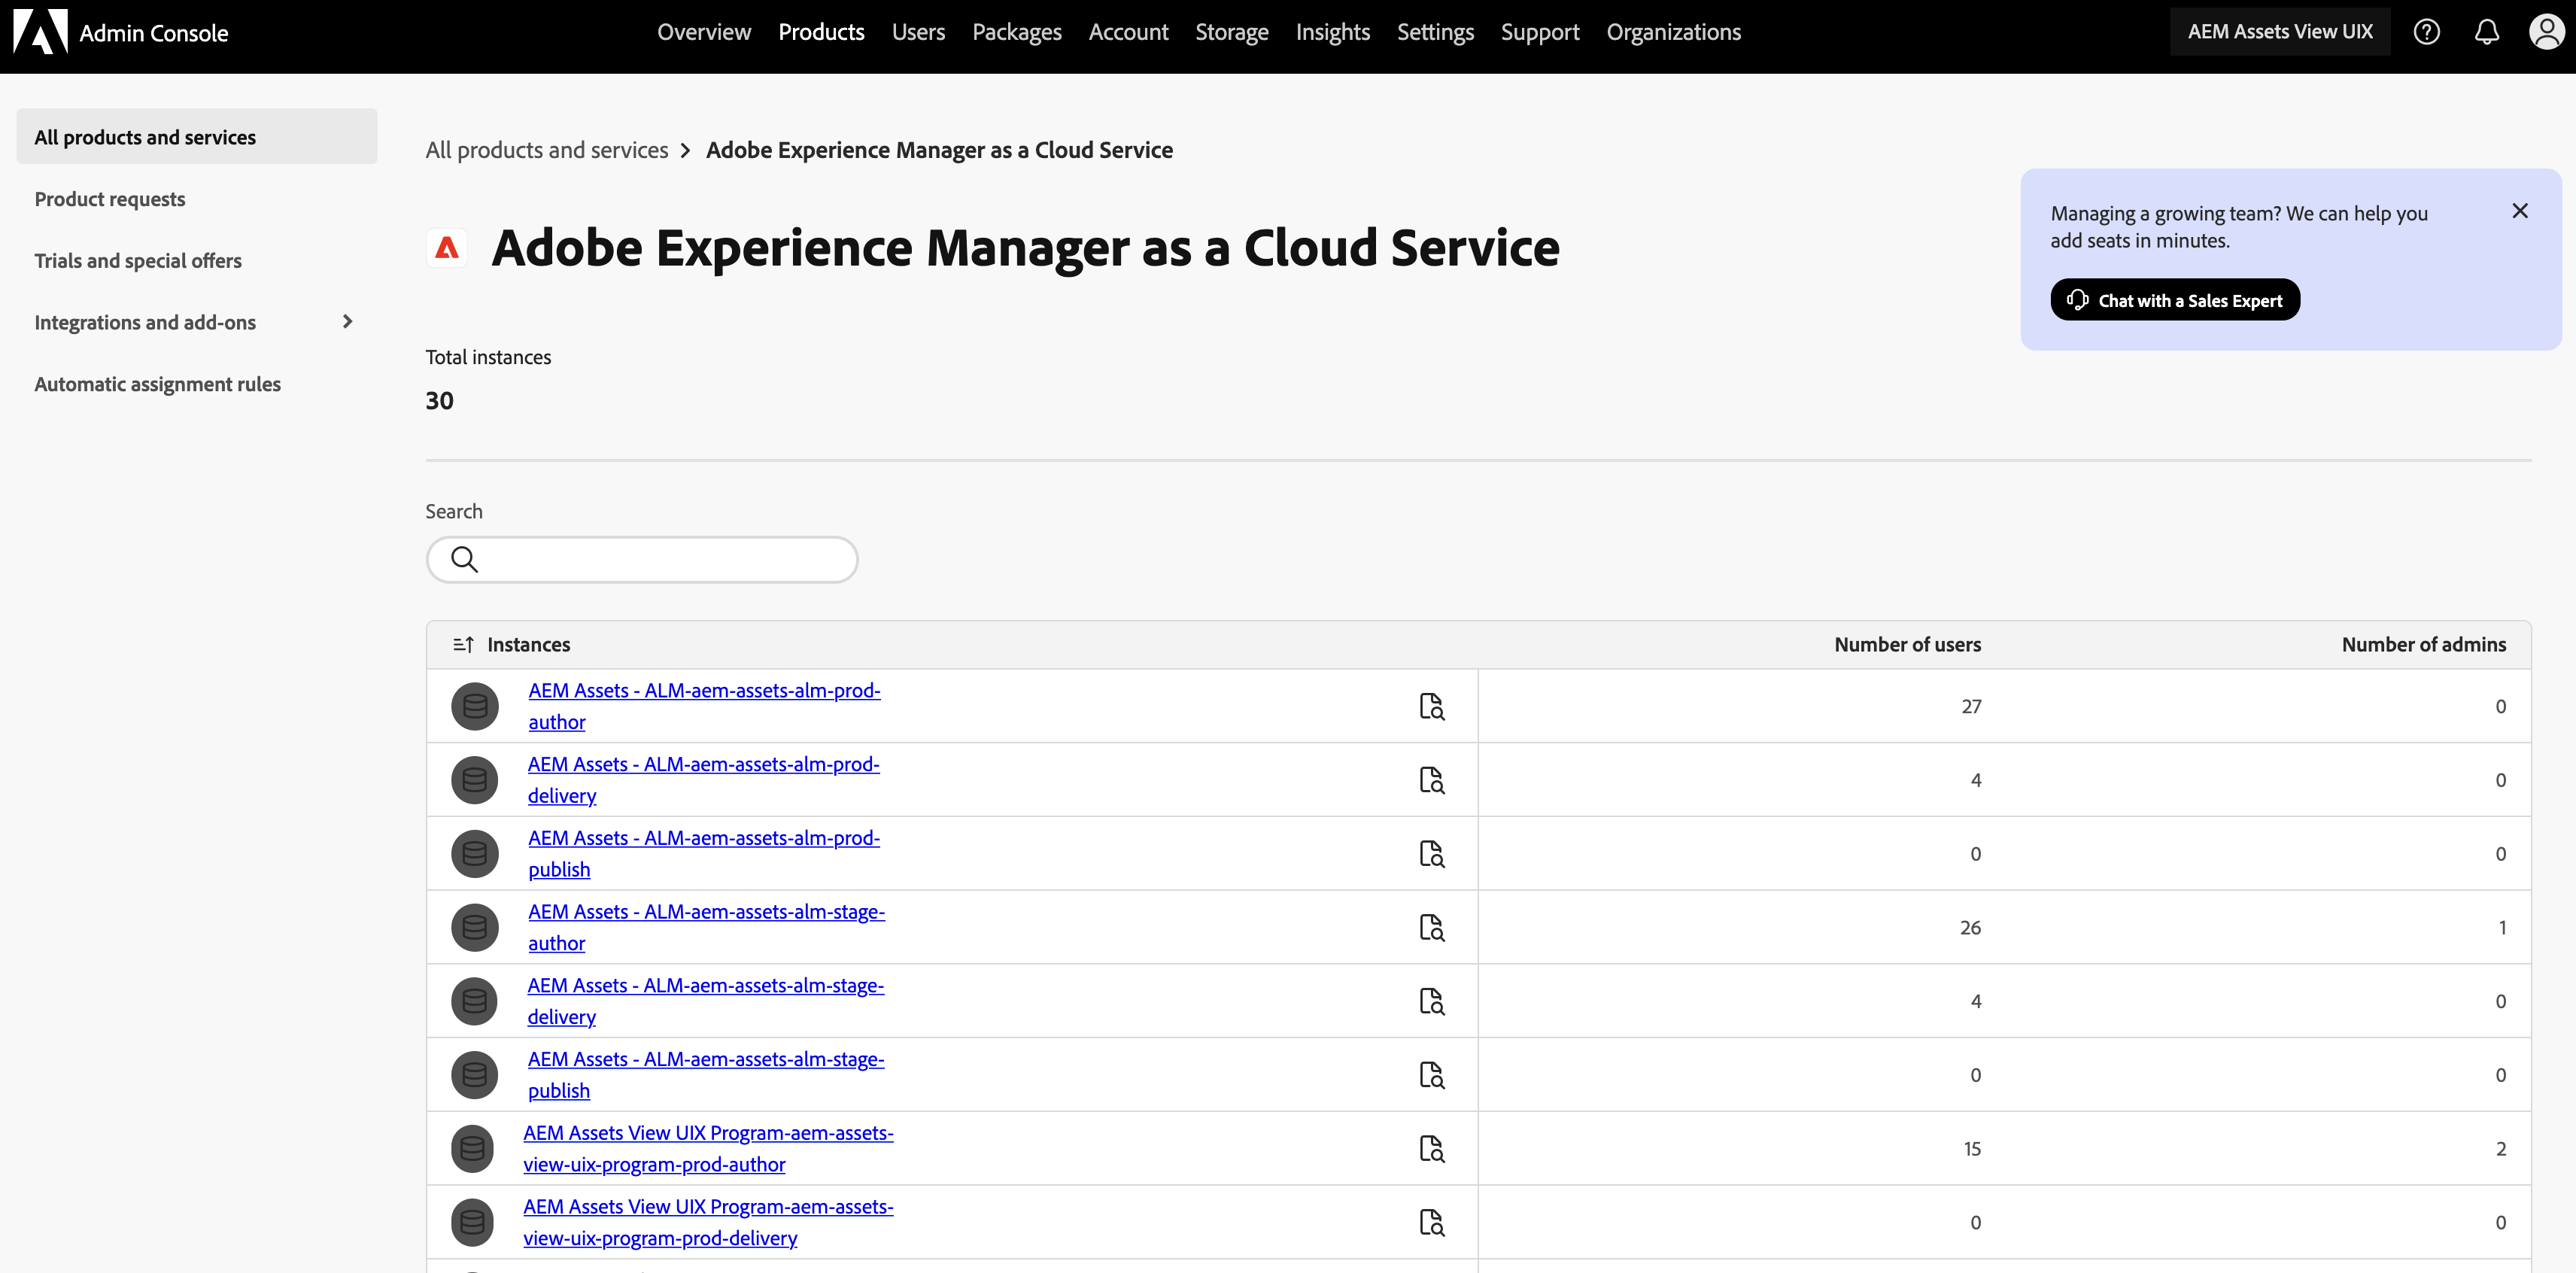 Admin Console
Overview Products Users Packages Account Storage Insights Settings Support Organizations
AEM Assets View UIX
All products and services
Product requests
Trials and special offers
Integrations and add-ons
Automatic assignment rules
All products and services > Adobe Experience Manager as a Cloud Service
Adobe Experience Manager as a Cloud Service
Managing a growing team? We can help you
add seats in minutes.
Chat with a Sales Expert
Total instances
30
Search
Instances Number of users Number of admins
AEM Assets - ALM-aem-assets-alm-prod-
author
27 0
AEM Assets - ALM-aem-assets-alm-prod-
delivery
4 0
AEM Assets - ALM-aem-assets-alm-prod-
publish
0 0
AEM Assets - ALM-aem-assets-alm-stage-
author
26 1
AEM Assets - ALM-aem-assets-alm-stage-
delivery
4 0
AEM Assets - ALM-aem-assets-alm-stage-
publish
0 0
AEM Assets View UIX Program-aem-assets-
view-uix-program-prod-author
15 2
AEM Assets View UIX Program-aem-assets-
view-uix-program-prod-delivery
0 0